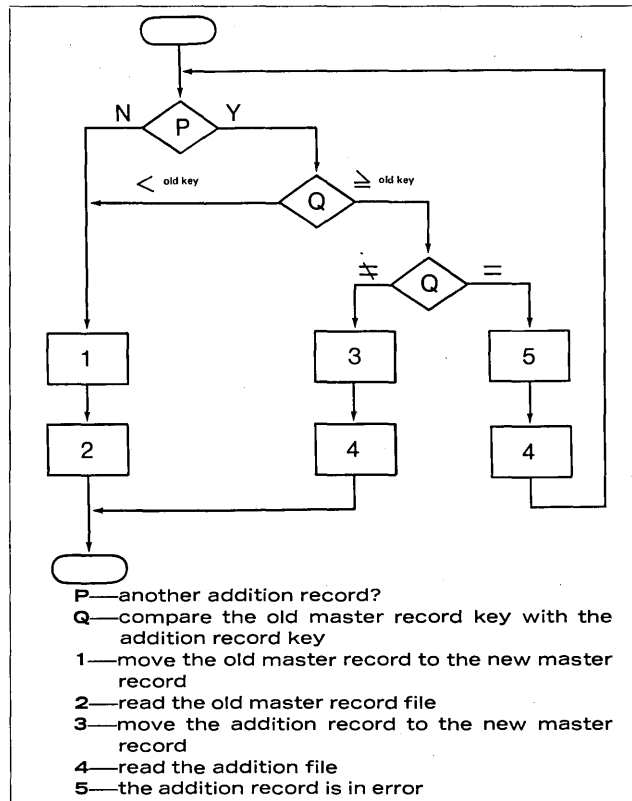 N P Y
< old key ≧ old key
Q
≠ Q =
1 3 5
2 4 4
P—another addition record?
Q—compare the old master record key with the
addition record key
1—move the old master record to the new master
record
2—read the old master record file
3—move the addition record to the new master
record
4—read the addition file
5—the addition record is in error